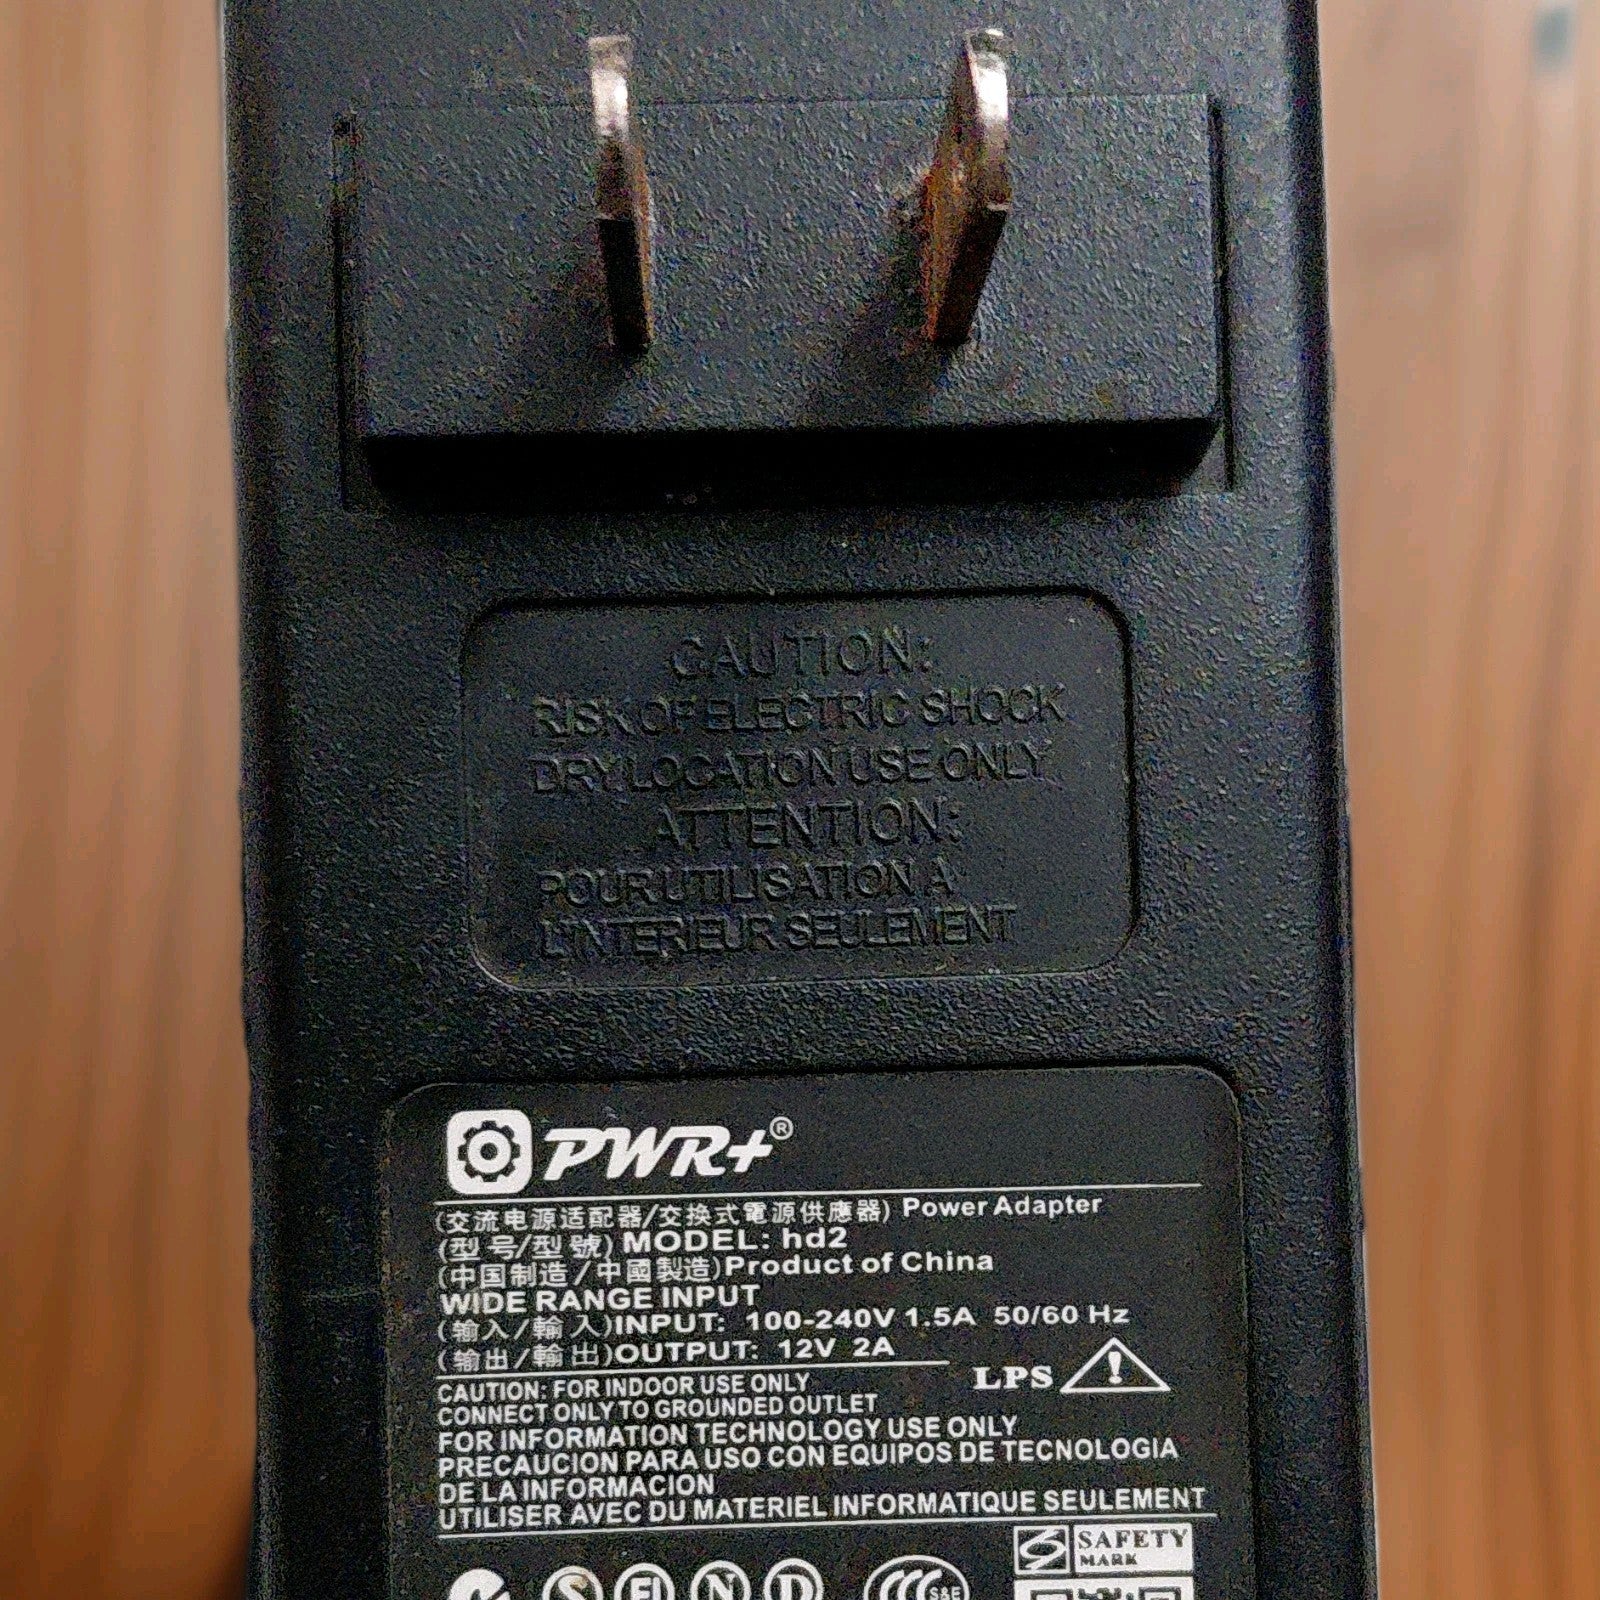 CAUTION:
RISK OF ELECTRIC SHOCK
DRY LOCATION USE ONLY
ATTENTION:
POUR UTILISATION A
L'INTERIEUR SEULEMENT
PWR+®
(交流电源适配器/交換式電源供應器) Power Adapter
(型号/型號) MODEL: hd2
(中国制造/中國製造)Product of China
WIDE RANGE INPUT
(输入/輸入)INPUT: 100-240V 1.5A 50/60 Hz
(输出/輸出)OUTPUT: 12V 2A
LPS
CAUTION: FOR INDOOR USE ONLY
CONNECT ONLY TO GROUNDED OUTLET
FOR INFORMATION TECHNOLOGY USE ONLY
PRECAUCION PARA USO CON EQUIPOS DE TECNOLOGIA
DE LA INFORMACION
UTILISER AVEC DU MATERIEL INFORMATIQUE SEULEMENT
SAFETY
MARK
S FI N D CCC S&E